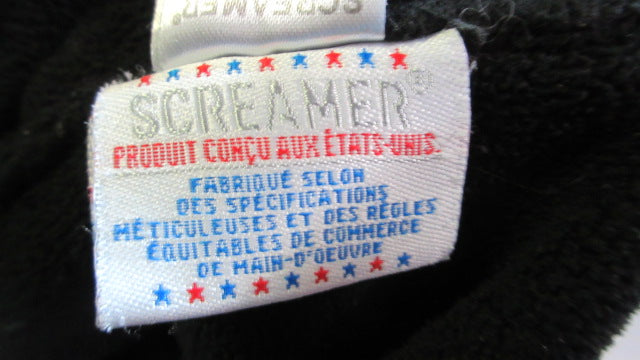 SCREAMER®
SCREAMER®
PRODUIT CONÇU AUX ÉTATS-UNIS.
FABRIQUÉ SELON
DES SPÉCIFICATIONS
MÉTICULEUSES ET DES RÈGLES
ÉQUITABLES DE COMMERCE
DE MAIN-D'OEUVRE